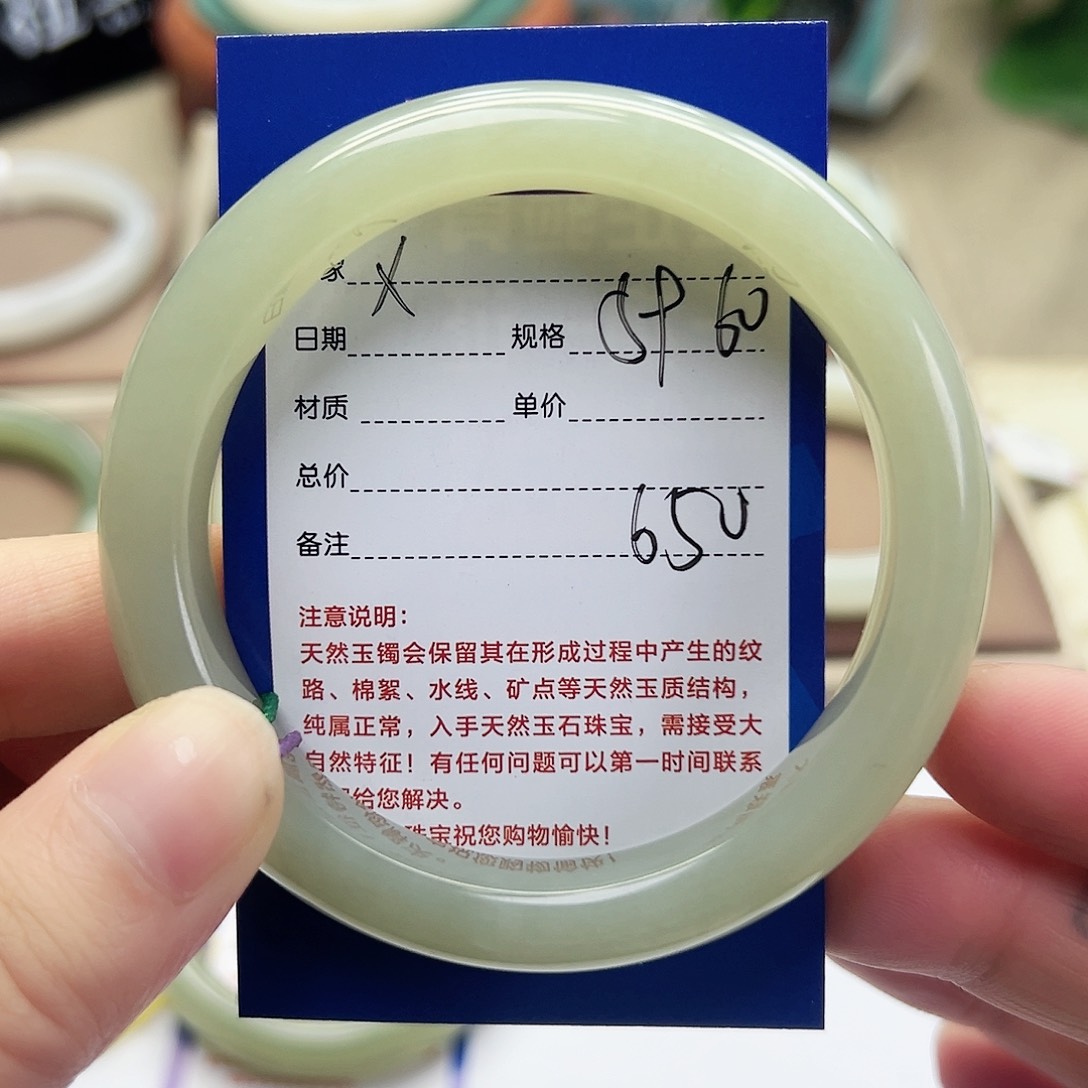 家 X
日期 规格 SP 60
材质 单价
总价
备注 650
注意说明：
天然玉镯会保留其在形成过程中产生的纹
路、棉絮、水线、矿点等天然玉质结构，
纯属正常，入手天然玉石珠宝，需接受大
自然特征！有任何问题可以第一时间联系
给您解决。
珠宝祝您购物愉快！